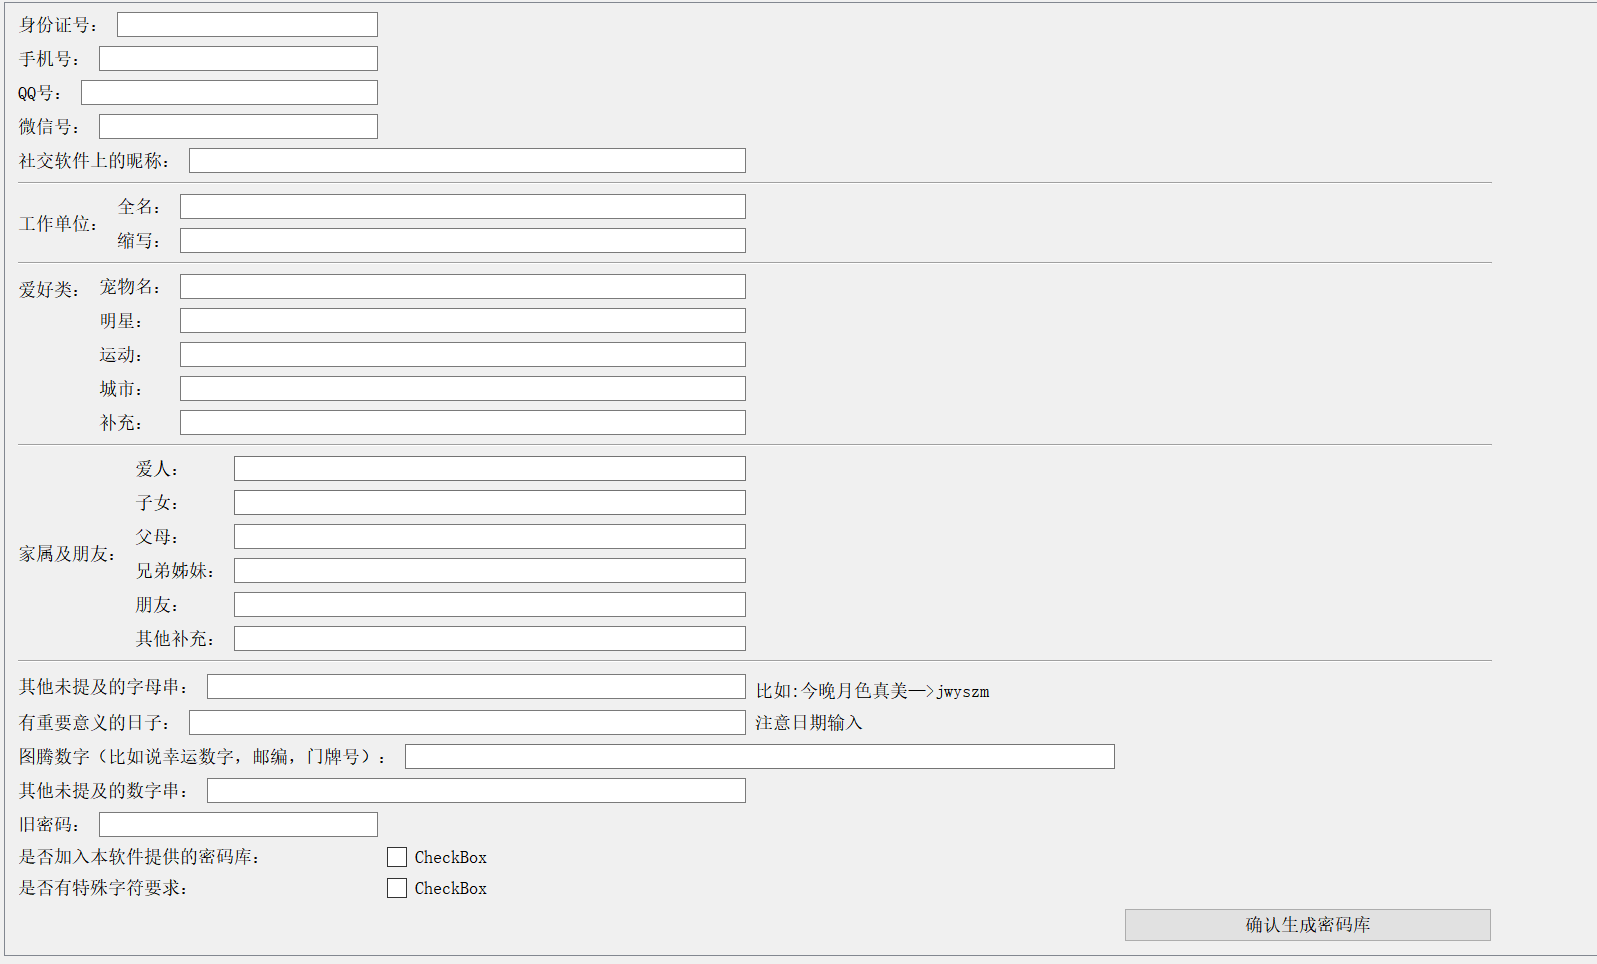 身份证号：
手机号：
QQ号：
微信号：
社交软件上的昵称：
工作单位：
全名：
缩写：
爱好类：
宠物名：
明星：
运动：
城市：
补充：
家属及朋友：
爱人：
子女：
父母：
兄弟姊妹：
朋友：
其他补充：
其他未提及的字母串： 比如:今晚月色真美—>jwyszm
有重要意义的日子： 注意日期输入
图腾数字（比如说幸运数字，邮编，门牌号）：
其他未提及的数字串：
旧密码：
是否加入本软件提供的密码库： CheckBox
是否有特殊字符要求： CheckBox
确认生成密码库